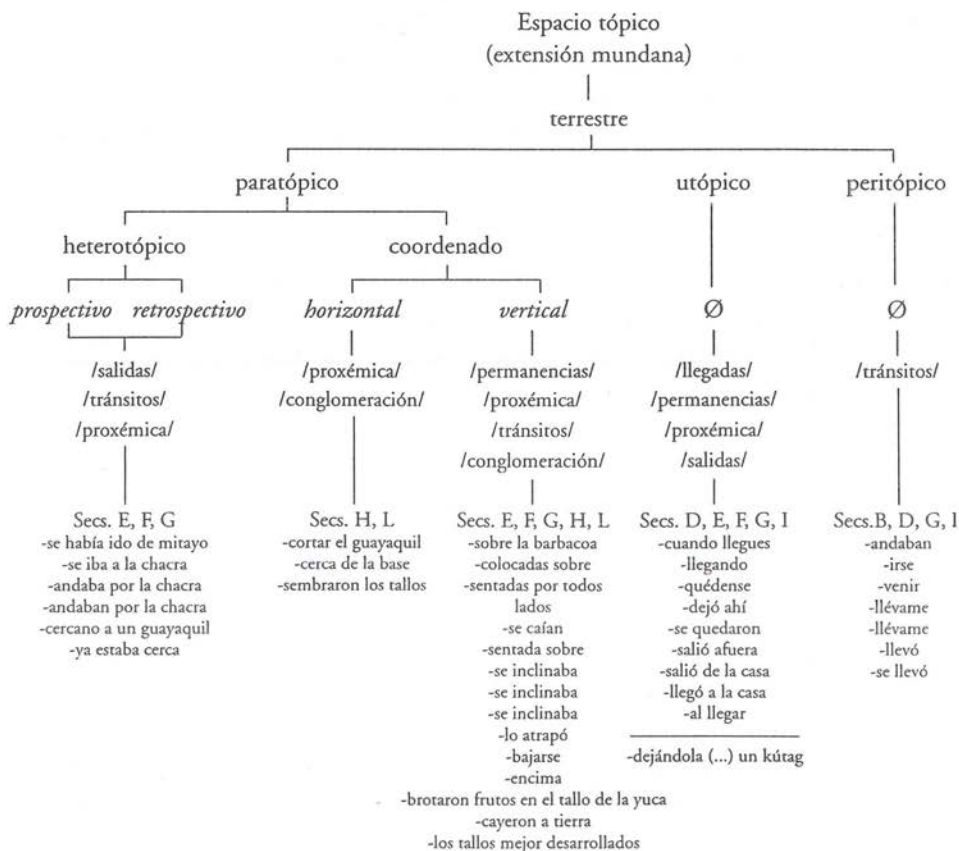 Espacio tópico
(extensión mundana)
terrestre
paratópico utópico peritópico
heterotópico coordenado
prospectivo retrospectivo horizontal vertical Ø Ø
/salidas/
/tránsitos/
/proxémica/
Secs. E, F, G
-se había ido de mitayo
-se iba a la chacra
-andaba por la chacra
-andaban por la chacra
-cercano a un guayaquil
-ya estaba cerca
/proxémica/
/conglomeración/
Secs. H, L
-cortar el guayaquil
-cerca de la base
-sembraron los tallos
/permanencias/
/proxémica/
/tránsitos/
/conglomeración/
Secs. E, F, G, H, L
-sobre la barbacoa
-colocadas sobre
-sentadas por todos
lados
-se caían
-sentada sobre
-se inclinaba
-se inclinaba
-se inclinaba
-lo atrapó
-bajarse
-encima
-brotaron frutos en el tallo de la yuca
-cayeron a tierra
-los tallos mejor desarrollados
/llegadas/
/permanencias/
/proxémica/
/salidas/
Secs. D, E, F, G, I
-cuando llegues
-llegando
-quédense
-dejó ahí
-se quedaron
-salió afuera
-salió de la casa
-llegó a la casa
-al llegar
-dejándola (...) un kútag
/tránsitos/
Secs.B, D, G, I
-andaban
-irse
-venir
-llévame
-llévame
-llevó
-se llevó